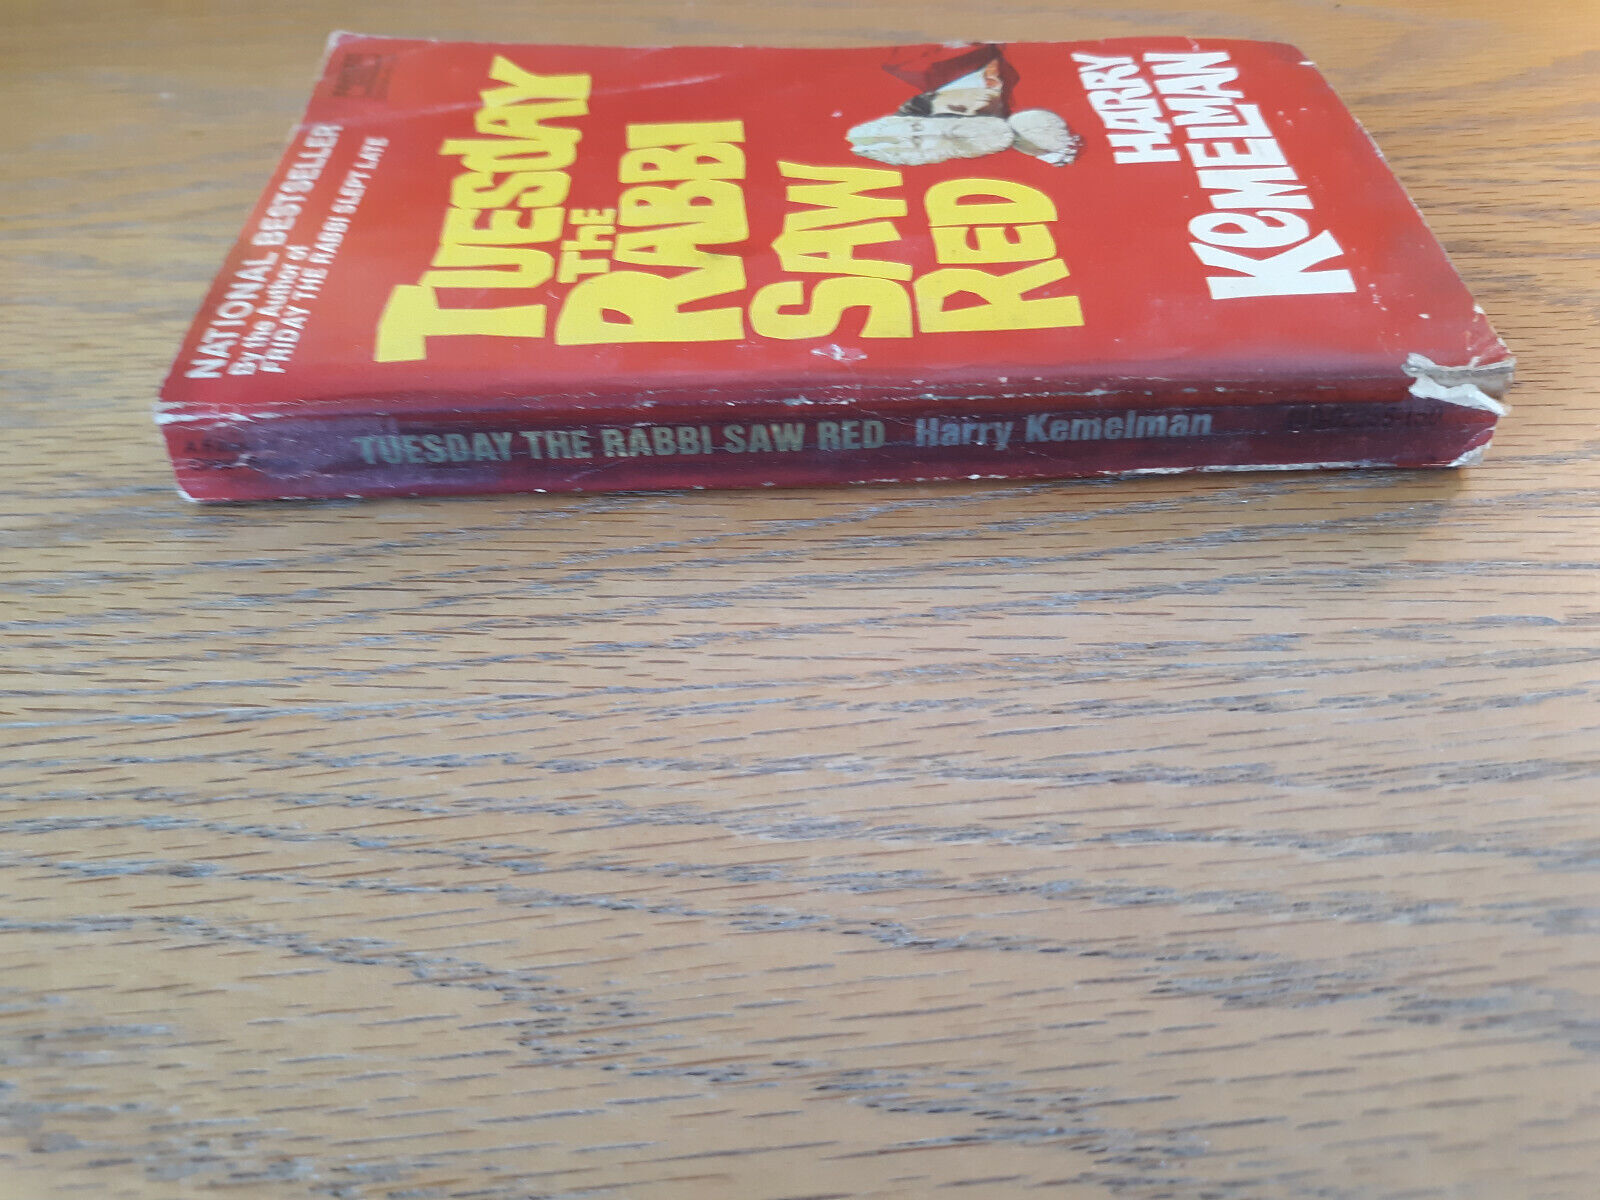 NATIONAL BESTSELLER
By the Author of
FRIDAY THE RABBI SLEPT LATE
TUESDAY
THE
RABBI
SAW
RED
HARRY
KEMELMAN
TUESDAY THE RABBI SAW RED Harry Kemelman